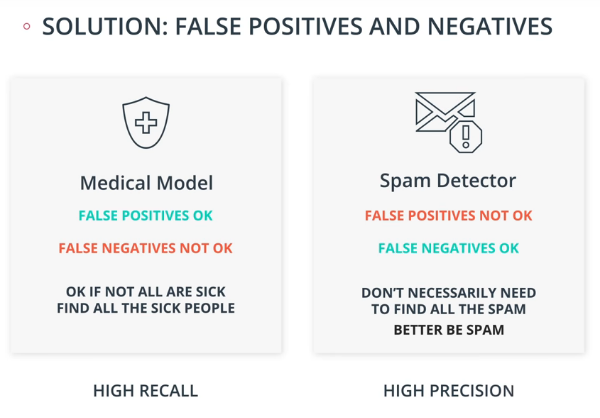 SOLUTION: FALSE POSITIVES AND NEGATIVES
Medical Model
FALSE POSITIVES OK
FALSE NEGATIVES NOT OK
OK IF NOT ALL ARE SICK
FIND ALL THE SICK PEOPLE
HIGH RECALL
Spam Detector
FALSE POSITIVES NOT OK
FALSE NEGATIVES OK
DON'T NECESSARILY NEED
TO FIND ALL THE SPAM
BETTER BE SPAM
HIGH PRECISION